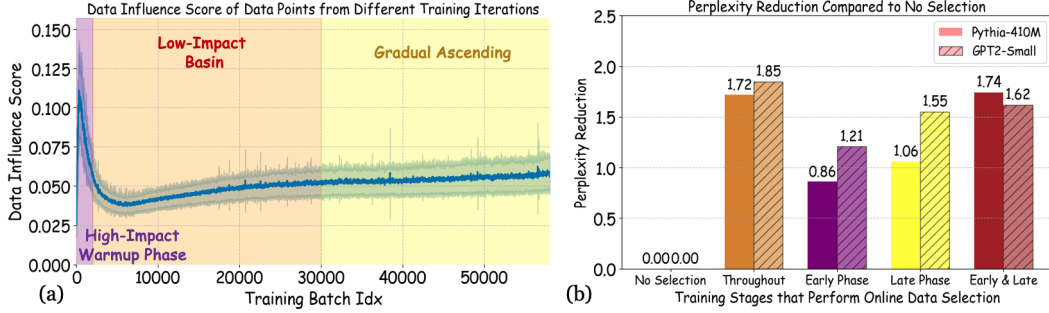 Data Influence Score of Data Points from Different Training Iterations
Data Influence Score
0.150
0.125
0.100
0.075
0.050
0.025
0.000
Low-Impact
Basin
Gradual Ascending
High-Impact
Warmup Phase
0
10000
20000
30000
40000
50000
Training Batch Idx
(a)
Perplexity Reduction Compared to No Selection
Perplexity Reduction
2.5
2.0
1.5
1.0
0.5
0.0
Pythia-410M
GPT2-Small
0.00
0.00
1.72
1.85
0.86
1.21
1.06
1.55
1.74
1.62
No Selection
Throughout
Early Phase
Late Phase
Early & Late
Training Stages that Perform Online Data Selection
(b)